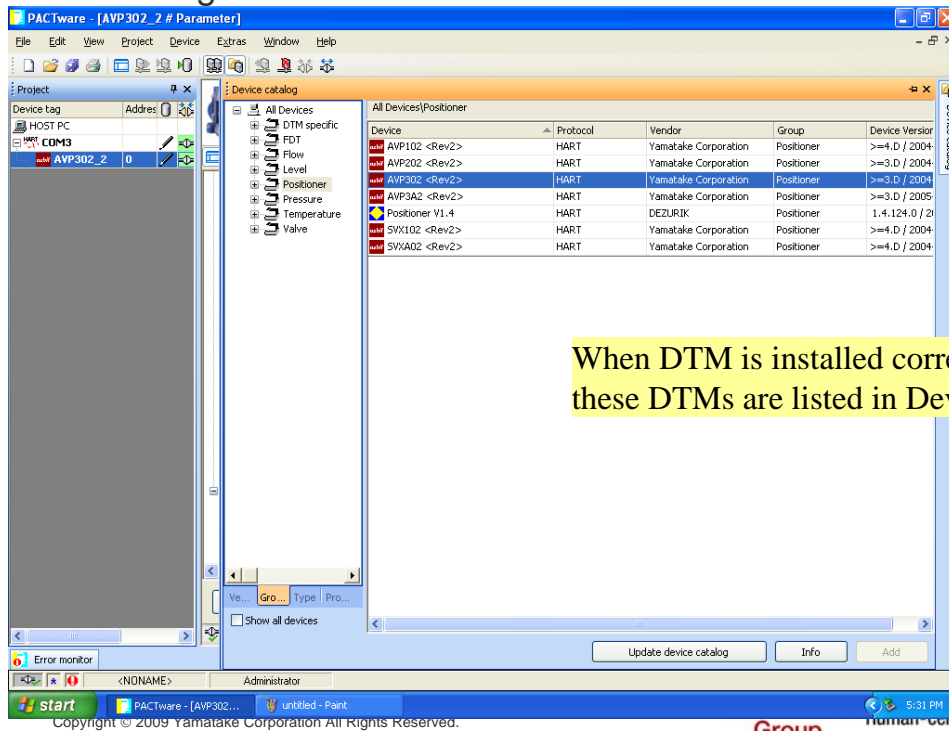 PACTware - [AVP302_2 # Parameter]
File Edit View Project Device Extras Window Help
Project
Device tag Addres
HOST PC
COM3
AVP302_2 0
Device catalog
All Devices
DTM specific
FDT
Flow
Level
Positioner
Pressure
Temperature
Valve
All Devices\Positioner
Device Protocol Vendor Group Device Version
AVP102 <Rev2> HART Yamatake Corporation Positioner >=4.D / 2004-
AVP202 <Rev2> HART Yamatake Corporation Positioner >=3.D / 2004-
AVP302 <Rev2> HART Yamatake Corporation Positioner >=3.D / 2004-
AVP3A2 <Rev2> HART Yamatake Corporation Positioner >=3.D / 2005-
Positioner V1.4 HART DEZURIK Positioner 1.4.124.0 / 2
SVX102 <Rev2> HART Yamatake Corporation Positioner >=4.D / 2004-
SVXA02 <Rev2> HART Yamatake Corporation Positioner >=4.D / 2004-
When DTM is installed corre
these DTMs are listed in De
Ve... Gro... Type Pro...
Show all devices
Update device catalog Info Add
Error monitor
<NONAME> Administrator
start PACTware - [AVP302... untitled - Paint 5:31 PM
Copyright © 2009 Yamatake Corporation All Rights Reserved.
Group